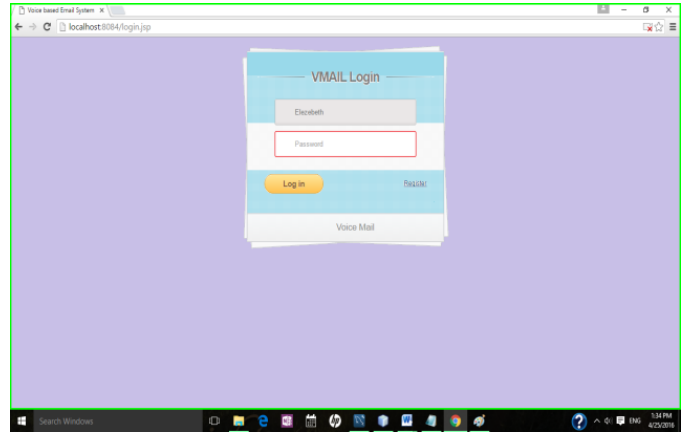 Voice based Email System
localhost:8084/login.jsp
VMAIL Login
Elezebeth
Password
Log in
Register
Voice Mail
Search Windows
ENG
1:34 PM
4/25/2016